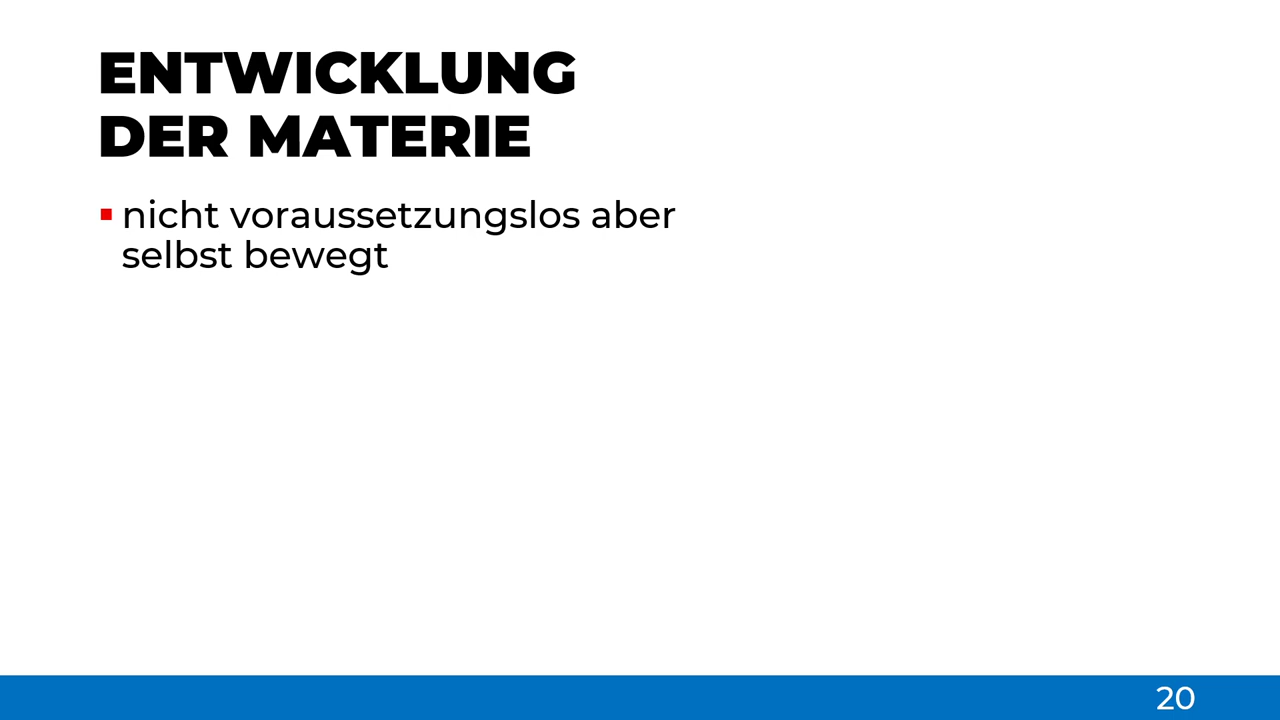 ENTWICKLUNG
DER MATERIE
▪ nicht voraussetzungslos aber
selbst bewegt
20